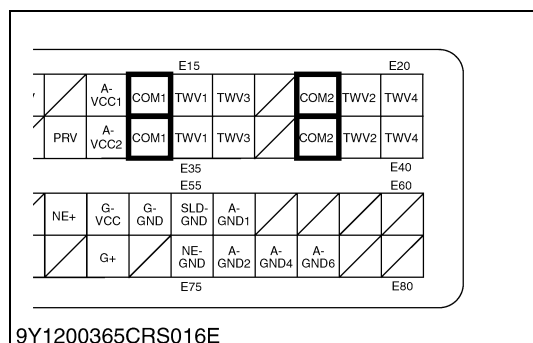 E15 E20
A-VCC1 COM1 TWV1 TWV3 COM2 TWV2 TWV4
PRV A-VCC2 COM1 TWV1 TWV3 COM2 TWV2 TWV4
E35 E40
E55 E60
NE+ G-VCC G-GND SLD-GND A-GND1
G+ NE-GND A-GND2 A-GND4 A-GND6
E75 E80
9Y1200365CRS016E